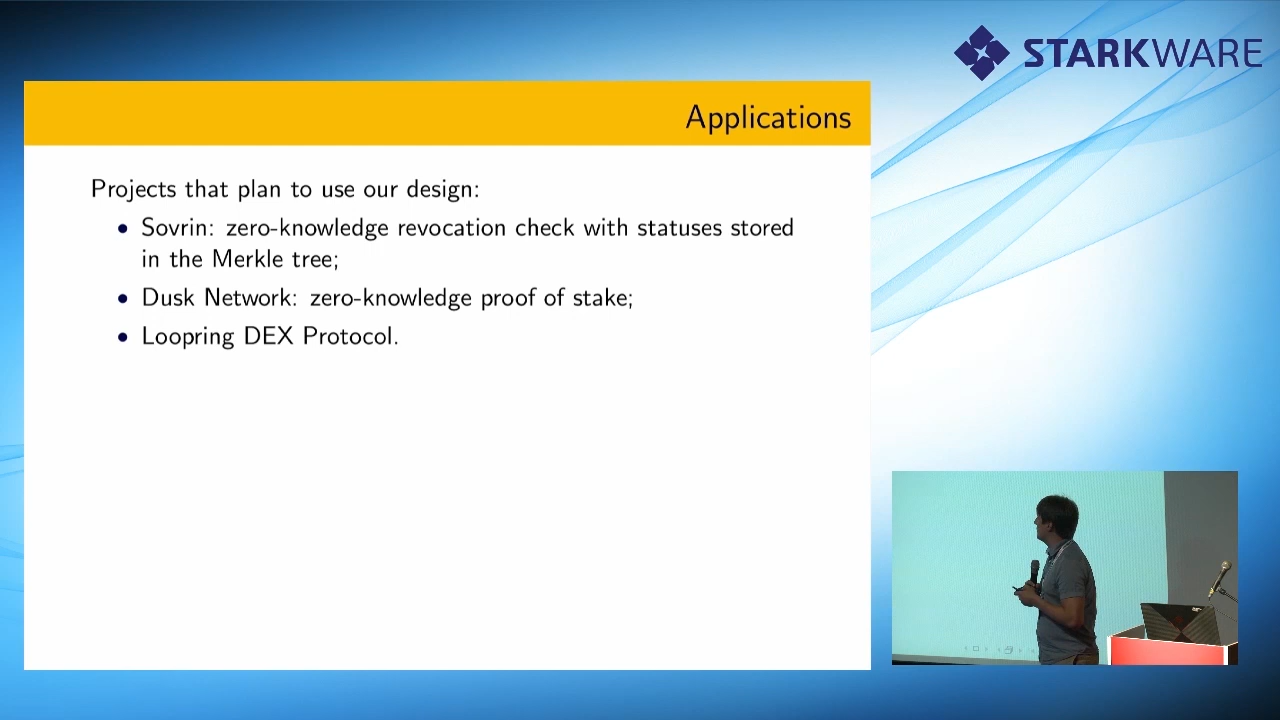 STARKWARE
Applications
Projects that plan to use our design:
• Sovrin: zero-knowledge revocation check with statuses stored
in the Merkle tree;
• Dusk Network: zero-knowledge proof of stake;
• Loopring DEX Protocol.